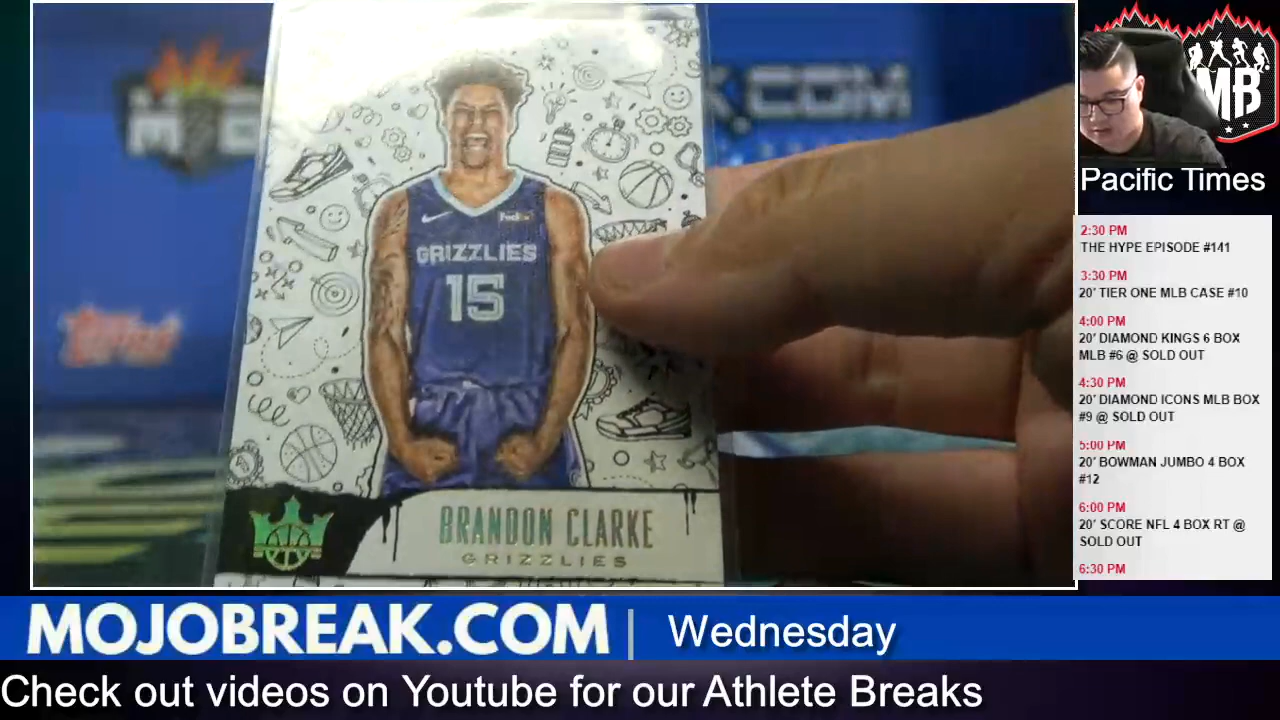 .COM
MB
Pacific Times
Topps
FedEx
GRIZZLIES
15
BRANDON CLARKE
GRIZZLIES
2:30 PM
THE HYPE EPISODE #141
3:30 PM
20' TIER ONE MLB CASE #10
4:00 PM
20' DIAMOND KINGS 6 BOX
MLB #6 @ SOLD OUT
4:30 PM
20' DIAMOND ICONS MLB BOX
#9 @ SOLD OUT
5:00 PM
20' BOWMAN JUMBO 4 BOX
#12
6:00 PM
20' SCORE NFL 4 BOX RT @
SOLD OUT
6:30 PM
MOJOBREAK.COM | Wednesday
Check out videos on Youtube for our Athlete Breaks